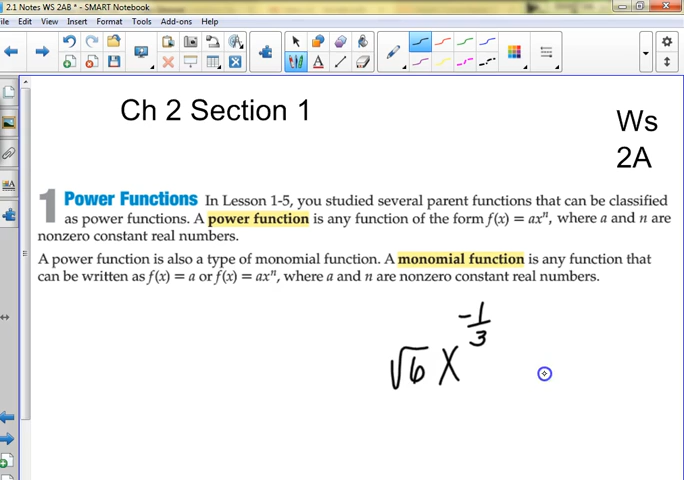 2.1 Notes WS 2AB * - SMART Notebook
File Edit View Insert Format Tools Add-ons Help
Ch 2 Section 1
Ws
2A
1 Power Functions In Lesson 1-5, you studied several parent functions that can be classified
as power functions. A power function is any function of the form f(x) = axⁿ, where a and n are
nonzero constant real numbers.
A power function is also a type of monomial function. A monomial function is any function that
can be written as f(x) = a or f(x) = axⁿ, where a and n are nonzero constant real numbers.
√6 x^(-1/3)